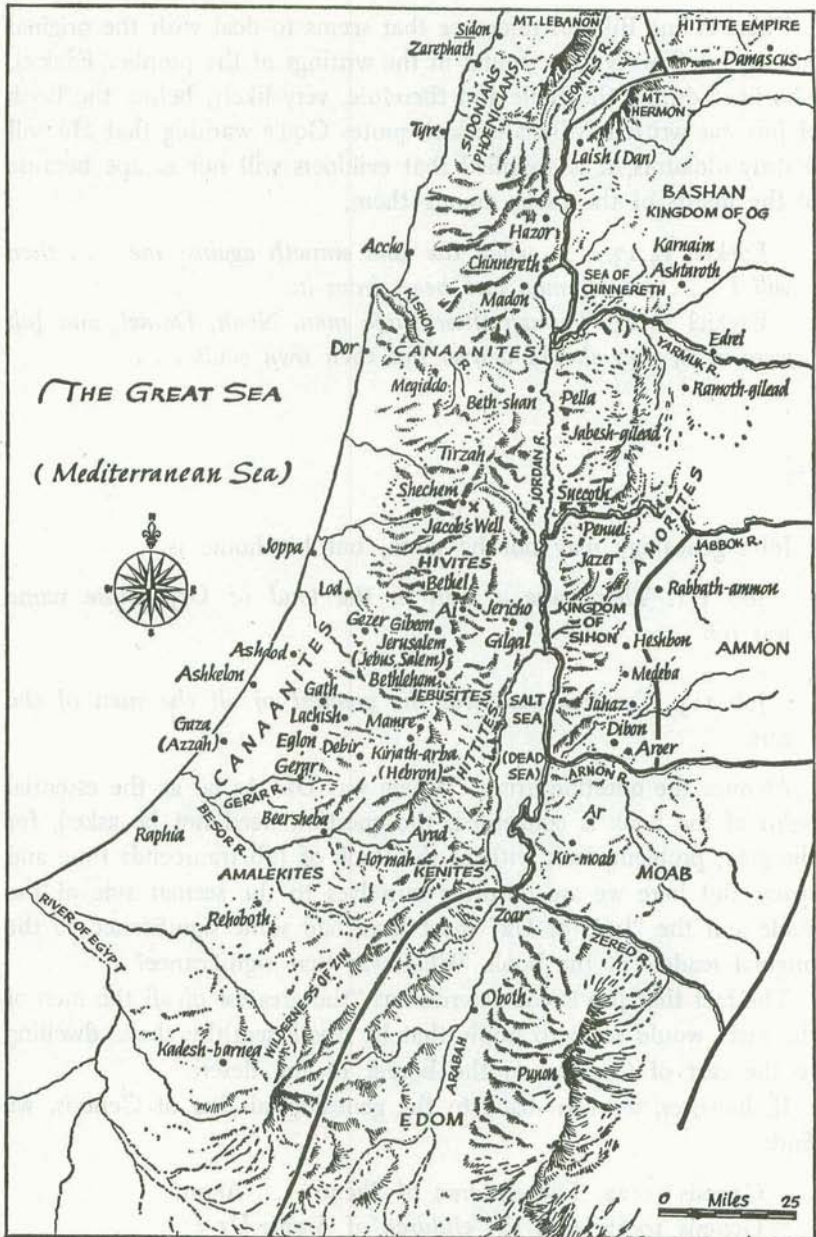 Sidon
Zarephath
MT. LEBANON
HITTITE EMPIRE
Damascus
SIDONIANS
(PHOENICIANS)
LEONTES R.
MT.
HERMON
Tyre
Laish (Dan)
BASHAN
KINGDOM OF OG
Hazor
Accho
Chinnereth
Karnaim
Ashtaroth
SEA OF
CHINNERETH
Madon
KISHON R.
Dor
CANAANITES
YARMUK R.
Edrei
Megiddo
Beth-shan
Pella
Ramoth-gilead
THE GREAT SEA
Jabesh-gilead
(Mediterranean Sea)
Tirzah
JORDAN R.
Shechem
Succoth
Jacob's Well
Penuel
AMORITES
JABBOK R.
Joppa
HIVITES
Jazer
Bethel
Rabbath-ammon
Lod
Ai
Jericho
KINGDOM
OF
SIHON
Gezer
Gibeon
Gilgal
Heshbon
AMMON
Jerusalem
(Jebus, Salem)
Ashdod
Bethleham
JEBUSITES
Medeba
Ashkelon
CANAANITES
Gath
SALT
SEA
Jahaz
Lachish
Mamre
HITTITES
Dibon
Gaza
(Azzah)
Eglon
Debir
Kirjath-arba
(Hebron)
(DEAD
SEA)
Aroer
Gerar
ARNON R.
GERAR R.
Ar
BESOR R.
Beersheba
Raphia
Arad
Kir-moab
Hormah
MOAB
AMALEKITES
KENITES
RIVER OF EGYPT
Rehoboth
Zoar
ZERED R.
WILDERNESS OF ZIN
Oboth
Kadesh-barnea
ARABAH
Punon
EDOM
0 Miles 25